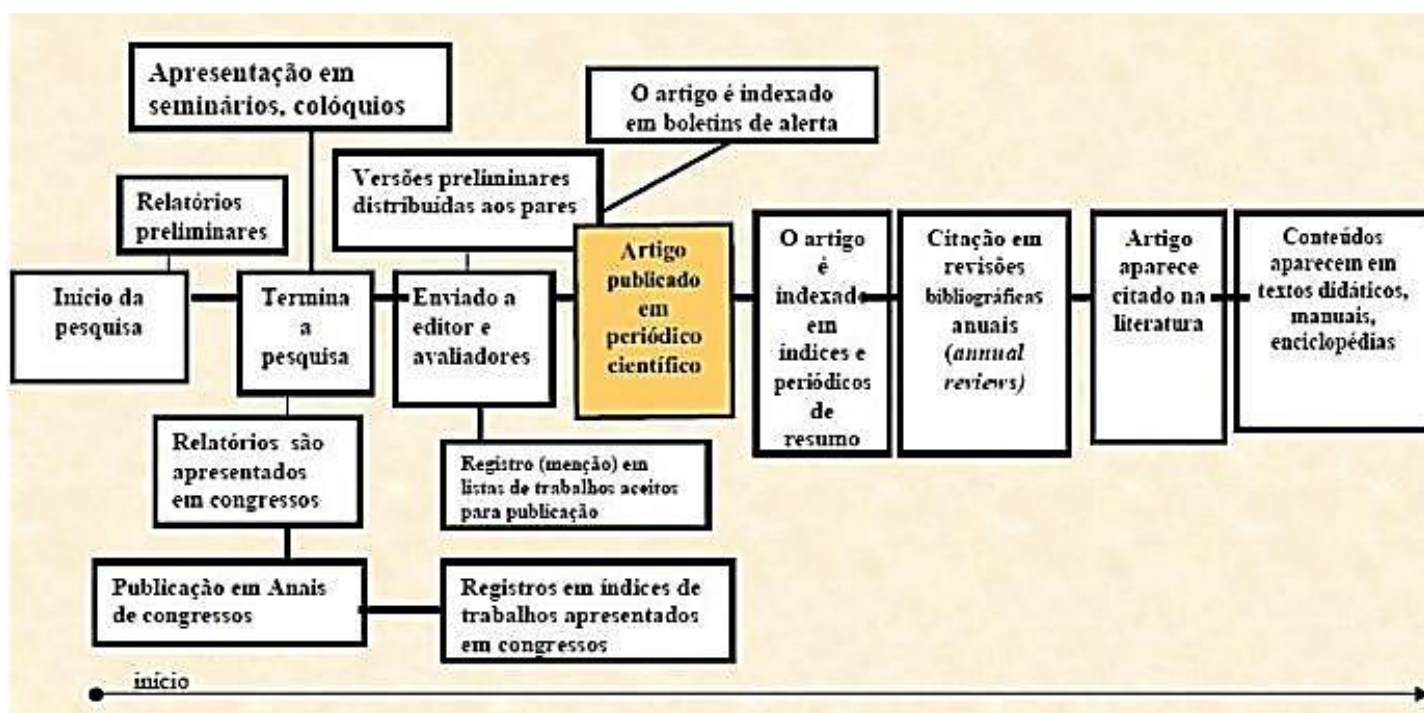 Apresentação em
seminários, colóquios
O artigo é indexado
em boletins de alerta
Versões preliminares
distribuídas aos pares
Relatórios
preliminares
Início da
pesquisa
Termina
a
pesquisa
Enviado a
editor e
avaliadores
Artigo
publicado
em
periódico
científico
O artigo
é
indexado
em
índices e
periódicos
de
resumo
Citação em
revisões
bibliográficas
anuais
(annual
reviews)
Artigo
aparece
citado na
literatura
Conteúdos
aparecem em
textos didáticos,
manuais,
enciclopédias
Relatórios são
apresentados
em congressos
Registro (menção) em
listas de trabalhos aceitos
para publicação
Publicação em Anais
de congressos
Registros em índices de
trabalhos apresentados
em congressos
início